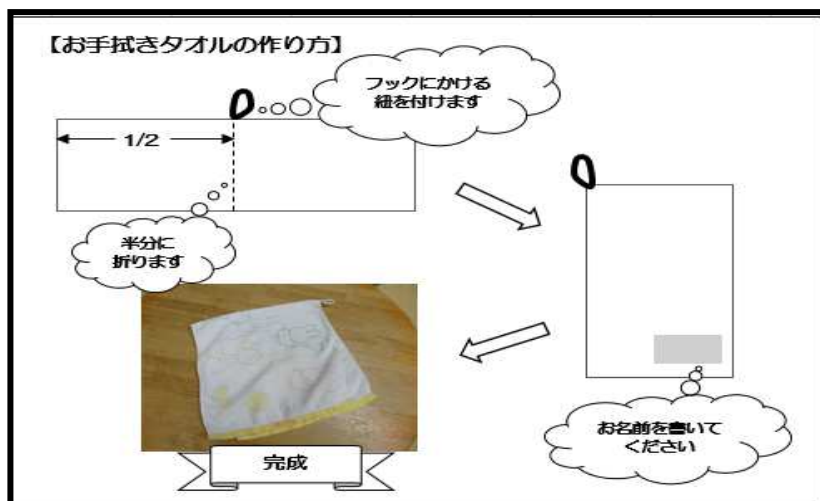 【お手拭きタオルの作り方】
フックにかける
紐を付けます
1/2
半分に
折ります
お名前を書いて
ください
完成